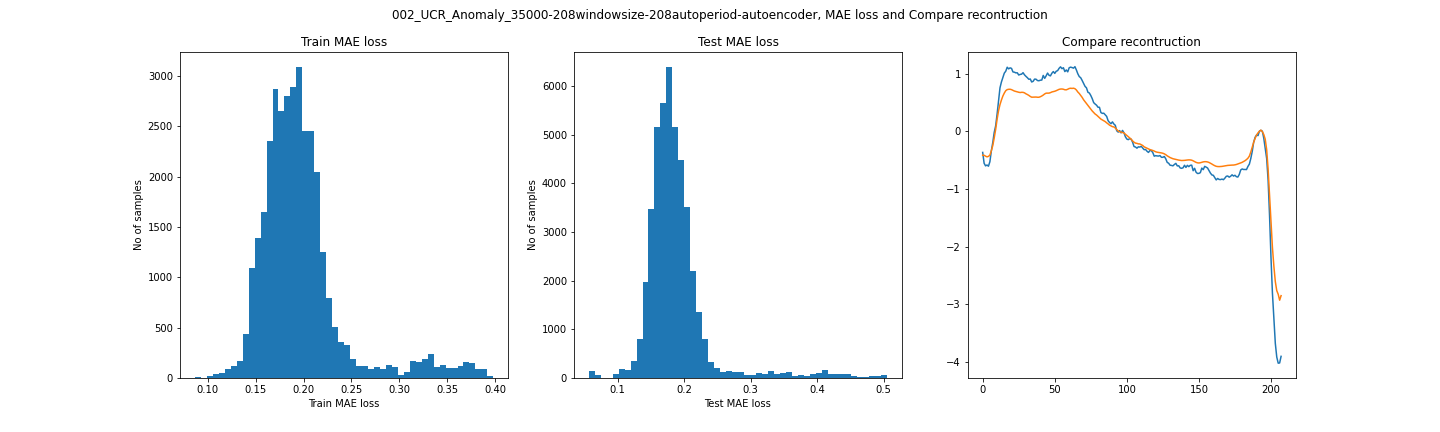 002_UCR_Anomaly_35000-208windowsize-208autoperiod-autoencoder, MAE loss and Compare recontruction
Train MAE loss
No of samples
3000
2500
2000
1500
1000
500
0
0.10 0.15 0.20 0.25 0.30 0.35 0.40
Train MAE loss
Test MAE loss
No of samples
6000
5000
4000
3000
2000
1000
0
0.1 0.2 0.3 0.4 0.5
Test MAE loss
Compare recontruction
1
0
−1
−2
−3
−4
0 50 100 150 200